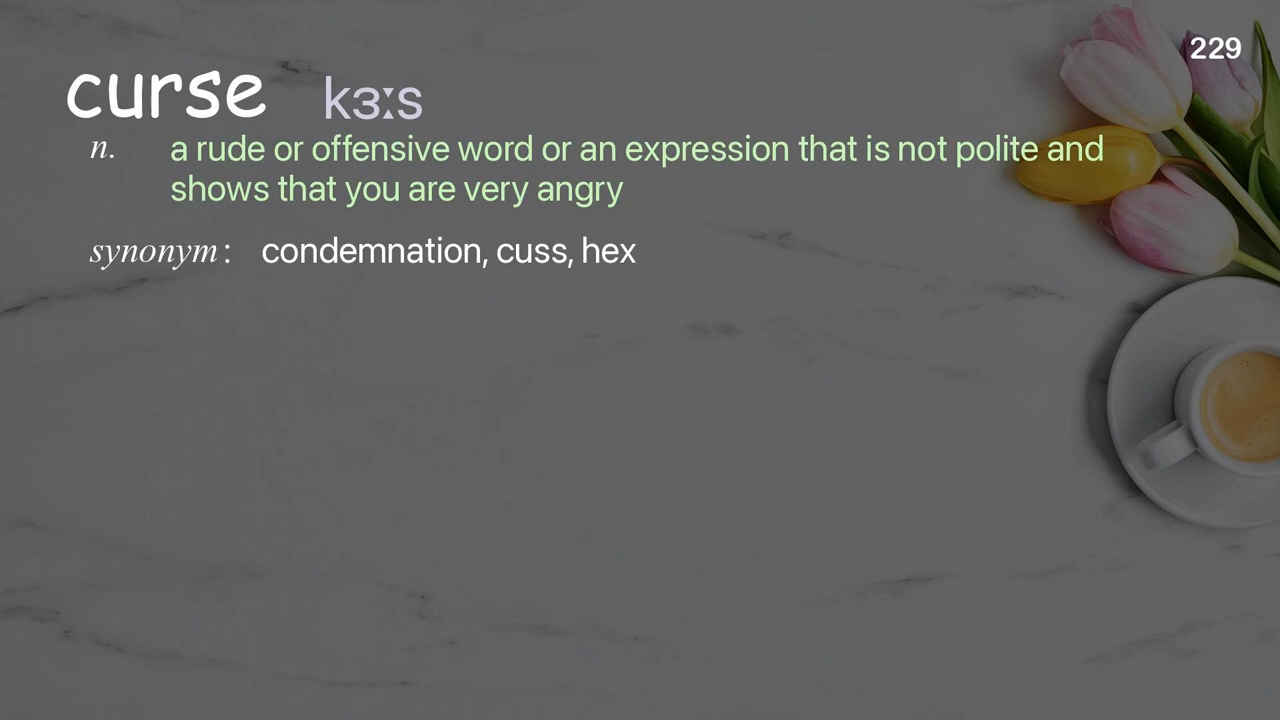 229
curse kɜːs
n. a rude or offensive word or an expression that is not polite and
shows that you are very angry
synonym: condemnation, cuss, hex